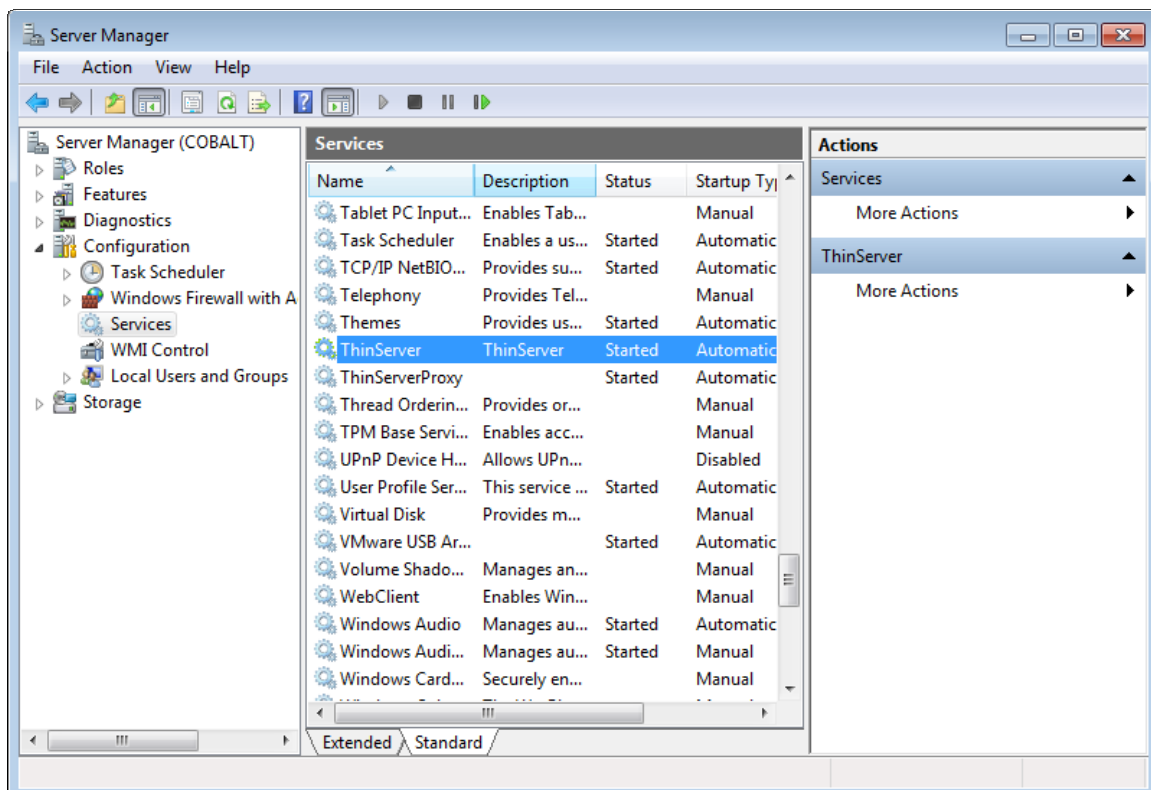 Server Manager
File Action View Help
Server Manager (COBALT)
Roles
Features
Diagnostics
Configuration
Task Scheduler
Windows Firewall with A
Services
WMI Control
Local Users and Groups
Storage
Services
Name Description Status Startup Ty
Tablet PC Input... Enables Tab... Manual
Task Scheduler Enables a us... Started Automatic
TCP/IP NetBIO... Provides su... Started Automatic
Telephony Provides Tel... Manual
Themes Provides us... Started Automatic
ThinServer ThinServer Started Automatic
ThinServerProxy Started Automatic
Thread Orderin... Provides or... Manual
TPM Base Servi... Enables acc... Manual
UPnP Device H... Allows UPn... Disabled
User Profile Ser... This service ... Started Automatic
Virtual Disk Provides m... Manual
VMware USB Ar... Started Automatic
Volume Shado... Manages an... Manual
WebClient Enables Win... Manual
Windows Audio Manages au... Started Automatic
Windows Audi... Manages au... Started Manual
Windows Card... Securely en... Manual
Extended Standard
Actions
Services
More Actions
ThinServer
More Actions